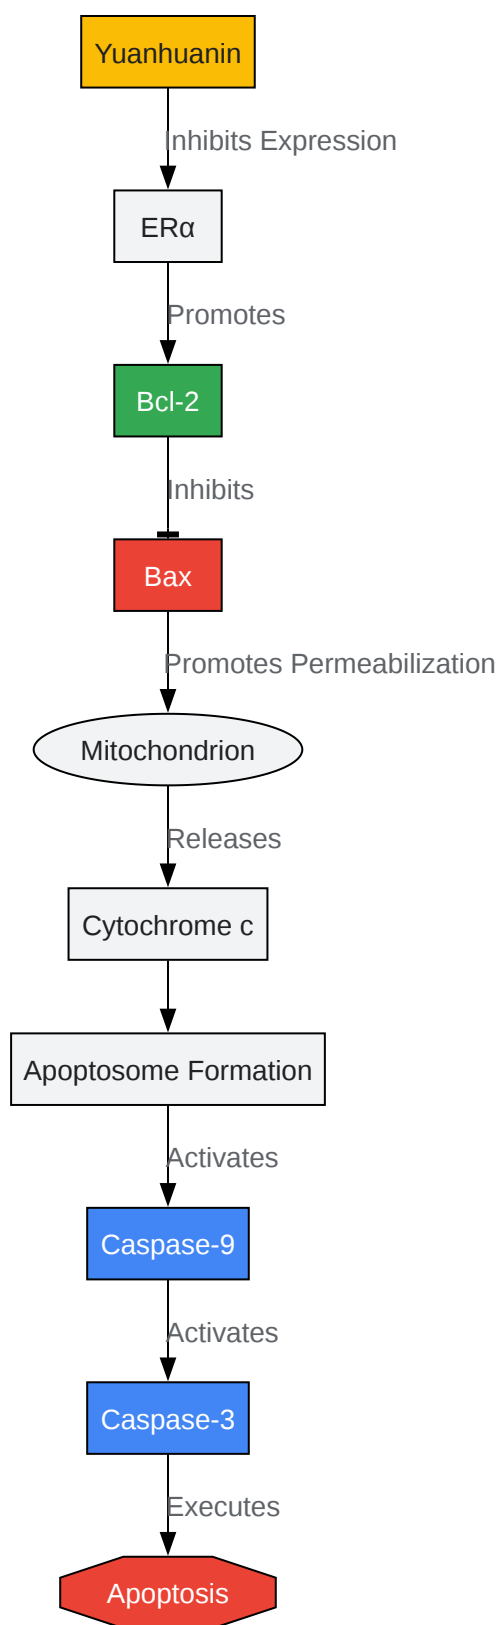 Yuanhuanin
Inhibits Expression
ERα
Promotes
Bcl-2
Inhibits
Bax
Promotes Permeabilization
Mitochondrion
Releases
Cytochrome c
Apoptosome Formation
Activates
Caspase-9
Activates
Caspase-3
Executes
Apoptosis